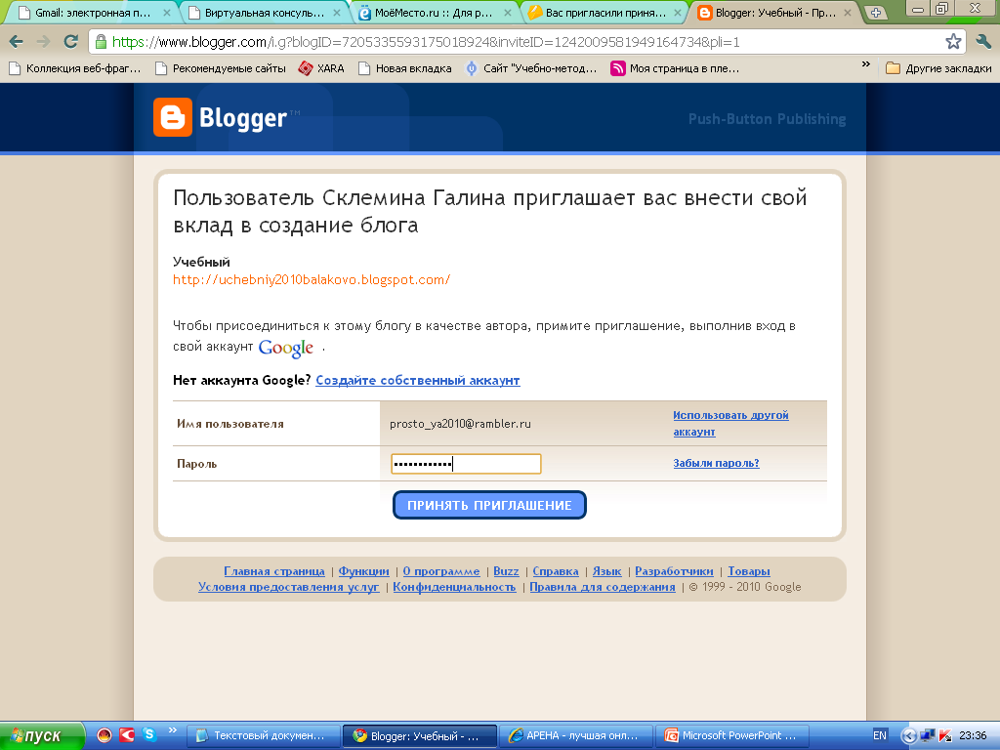 Gmail: электронная п...
Виртуальная консуль...
МоёМесто.ru :: Для р...
Вас пригласили приня...
Blogger: Учебный - Пр...
https://www.blogger.com/i.g?blogID=7205335593175018924&inviteID=1242009581949164734&pli=1
Коллекция веб-фраг...
Рекомендуемые сайты
XARA
Новая вкладка
Сайт "Учебно-метод...
Моя страница в пле...
»
Другие закладки
Blogger™
Push-Button Publishing
Пользователь Склемина Галина приглашает вас внести свой
вклад в создание блога
Учебный
http://uchebniy2010balakovo.blogspot.com/
Чтобы присоединиться к этому блогу в качестве автора, примите приглашение, выполнив вход в
свой аккаунт Google .
Нет аккаунта Google? Создайте собственный аккаунт
Имя пользователя prosto_ya2010@rambler.ru Использовать другой
аккаунт
Пароль •••••••••••• Забыли пароль?
ПРИНЯТЬ ПРИГЛАШЕНИЕ
Главная страница | Функции | О программе | Buzz | Справка | Язык | Разработчики | Товары
Условия предоставления услуг | Конфиденциальность | Правила для содержания | © 1999 - 2010 Google
пуск
»
Текстовый докумен...
Blogger: Учебный - ...
АРЕНА - лучшая онл...
Microsoft PowerPoint ...
EN
23:36